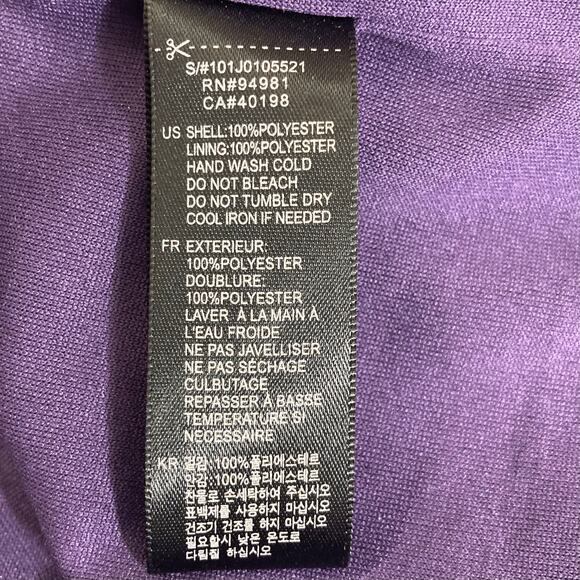 S/#101J0105521
RN#94981
CA#40198
US SHELL:100%POLYESTER
LINING:100%POLYESTER
HAND WASH COLD
DO NOT BLEACH
DO NOT TUMBLE DRY
COOL IRON IF NEEDED
FR EXTERIEUR:
100%POLYESTER
DOUBLURE:
100%POLYESTER
LAVER À LA MAIN À
L'EAU FROIDE
NE PAS JAVELLISER
NE PAS SÉCHAGE
CULBUTAGE
REPASSER À BASSE
TEMPERATURE SI
NECESSAIRE
KR 겉감: 100%폴리에스테르
안감: 100%폴리에스테르
찬물로 손세탁하여 주십시오
표백제를 사용하지 마십시오
건조기 건조를 하지 마십시오
필요할시 낮은 온도로
다림질 하십시오